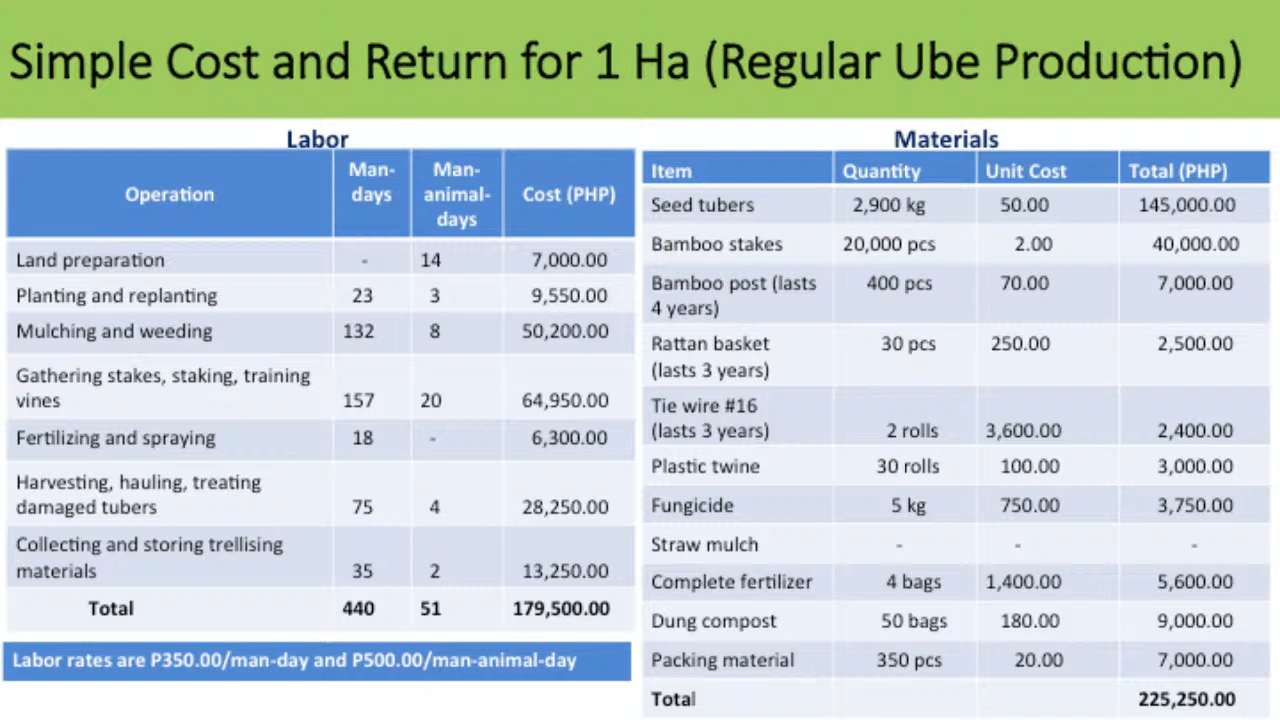 Simple Cost and Return for 1 Ha (Regular Ube Production)
Labor
Operation Man-days Man-animal-days Cost (PHP)
Land preparation - 14 7,000.00
Planting and replanting 23 3 9,550.00
Mulching and weeding 132 8 50,200.00
Gathering stakes, staking, training
vines 157 20 64,950.00
Fertilizing and spraying 18 - 6,300.00
Harvesting, hauling, treating
damaged tubers 75 4 28,250.00
Collecting and storing trellising
materials 35 2 13,250.00
Total 440 51 179,500.00
Labor rates are P350.00/man-day and P500.00/man-animal-day
Materials
Item Quantity Unit Cost Total (PHP)
Seed tubers 2,900 kg 50.00 145,000.00
Bamboo stakes 20,000 pcs 2.00 40,000.00
Bamboo post (lasts 400 pcs 70.00 7,000.00
4 years)
Rattan basket 30 pcs 250.00 2,500.00
(lasts 3 years)
Tie wire #16
(lasts 3 years) 2 rolls 3,600.00 2,400.00
Plastic twine 30 rolls 100.00 3,000.00
Fungicide 5 kg 750.00 3,750.00
Straw mulch - - -
Complete fertilizer 4 bags 1,400.00 5,600.00
Dung compost 50 bags 180.00 9,000.00
Packing material 350 pcs 20.00 7,000.00
Total 225,250.00